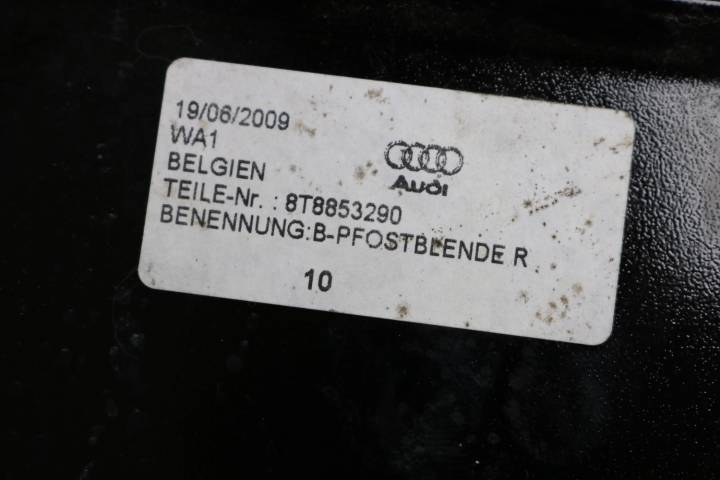 19/06/2009
WA1
BELGIEN
Audi
TEILE-Nr. : 8T8853290
BENENNUNG:B-PFOSTBLENDE R
10